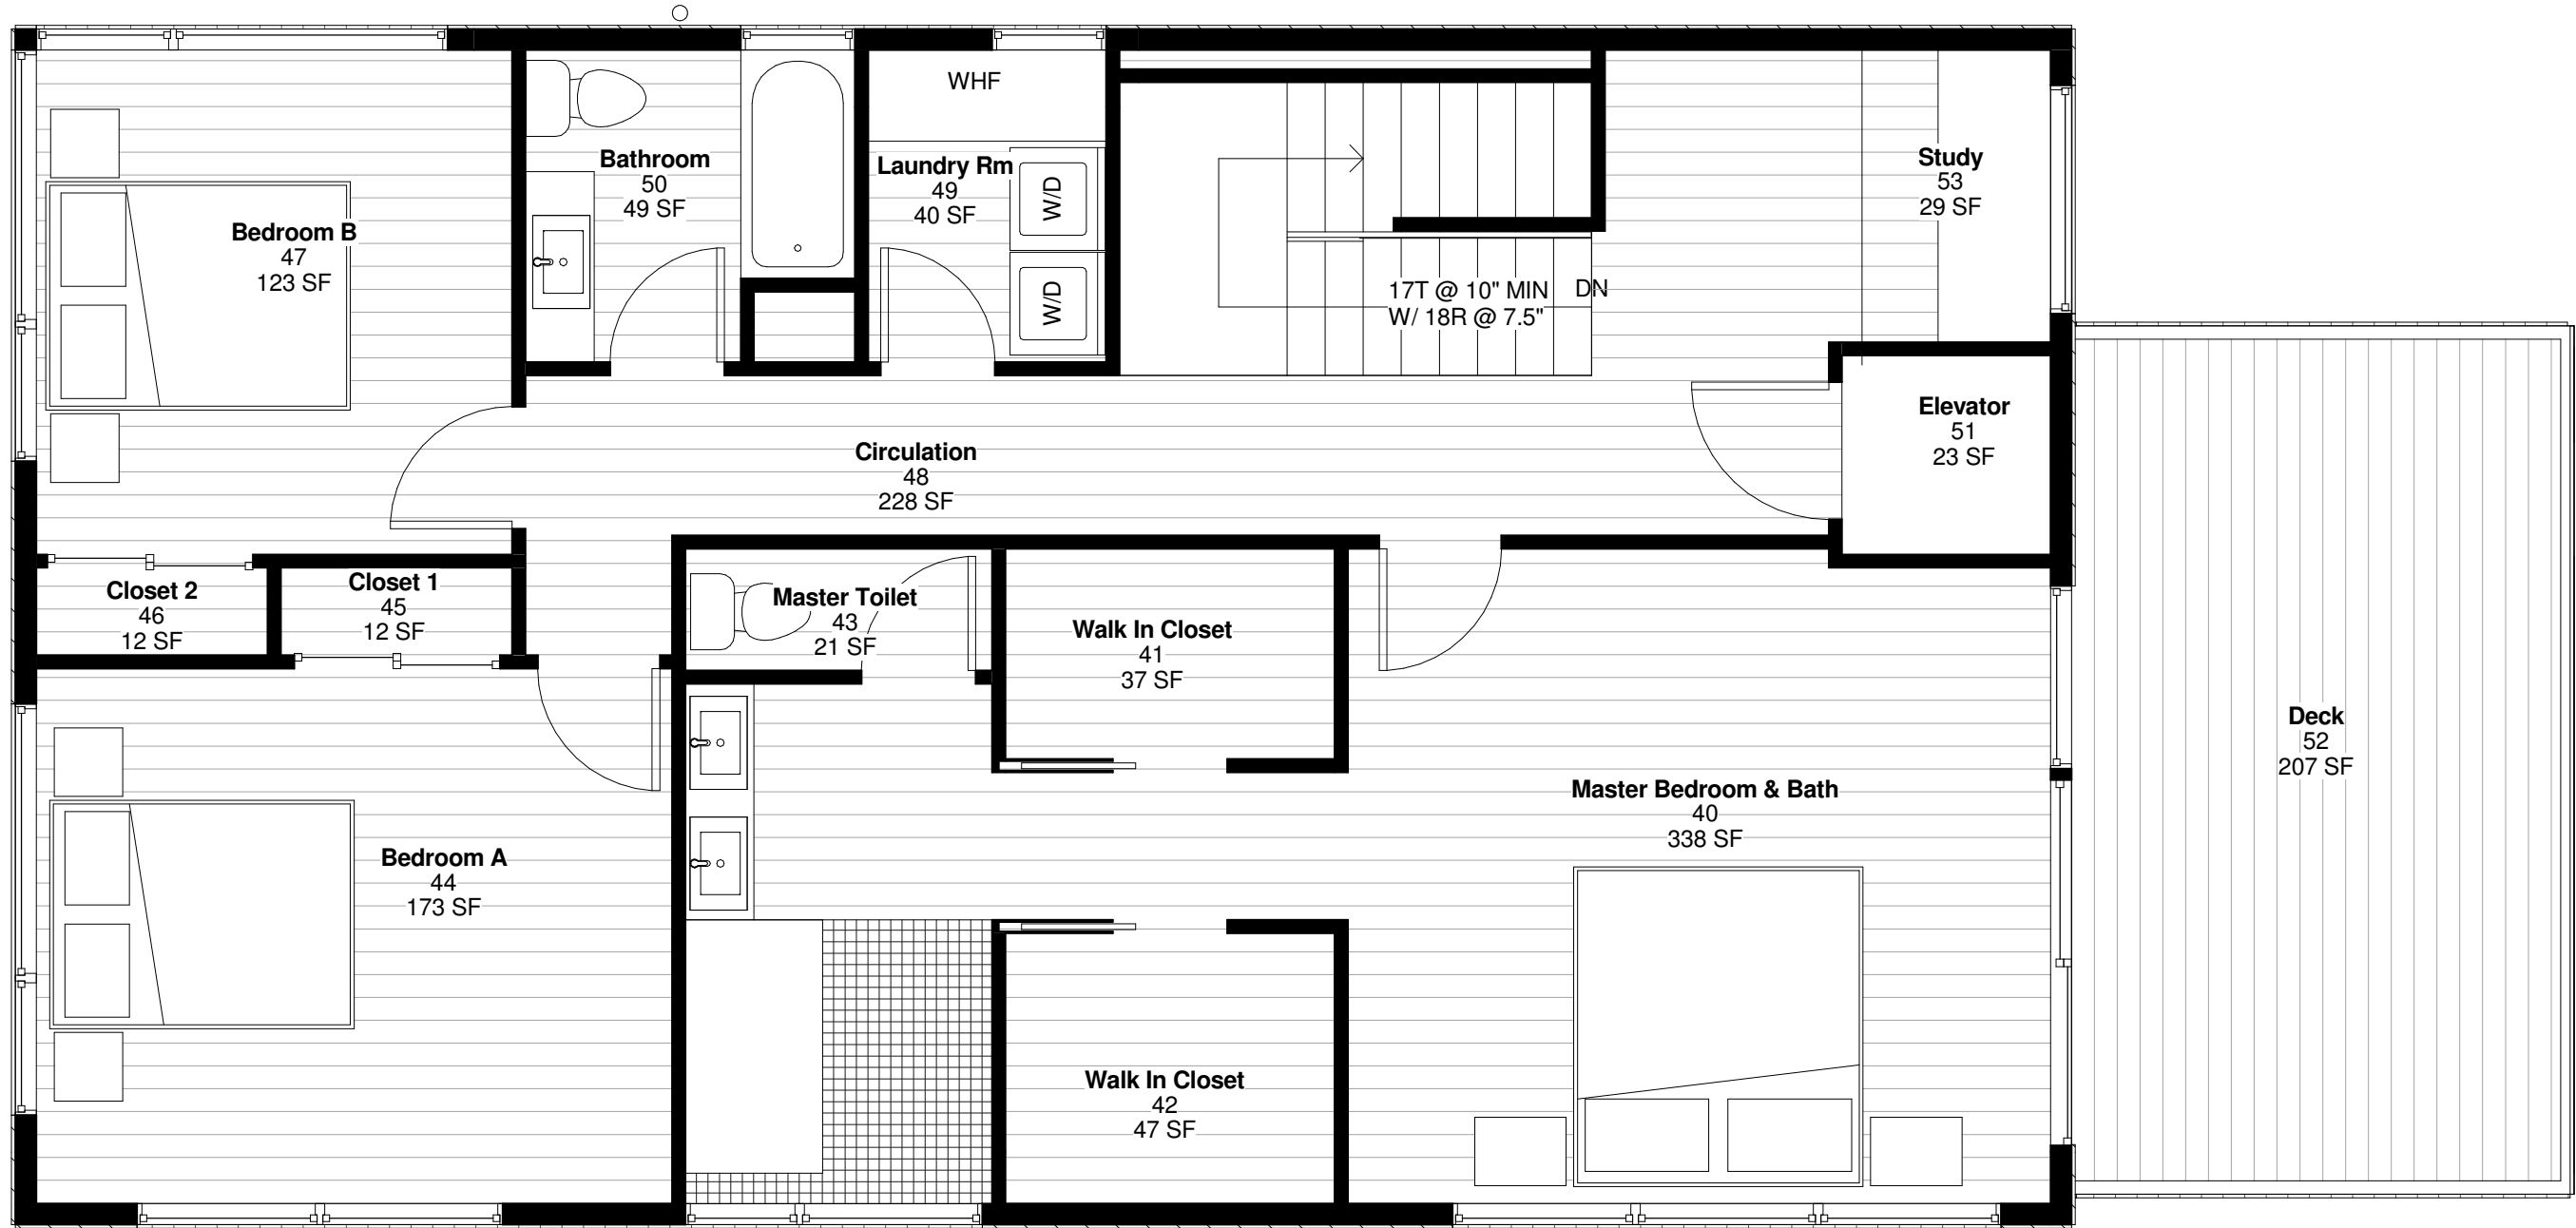 WHF
Bathroom
50
49 SF
Laundry Rm
49
40 SF
W/D
W/D
Study
53
29 SF
Bedroom B
47
123 SF
17T @ 10" MIN
W/ 18R @ 7.5"
DN
Elevator
51
23 SF
Circulation
48
228 SF
Closet 2
46
12 SF
Closet 1
45
12 SF
Master Toilet
43
21 SF
Walk In Closet
41
37 SF
Deck
52
207 SF
Master Bedroom & Bath
40
338 SF
Bedroom A
44
173 SF
Walk In Closet
42
47 SF